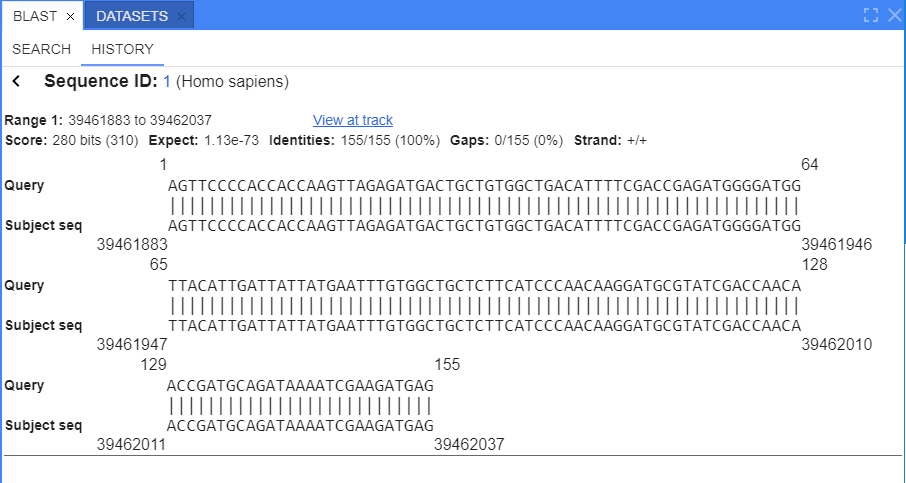 BLAST × DATASETS ×
SEARCH HISTORY
Sequence ID: 1 (Homo sapiens)
Range 1: 39461883 to 39462037 View at track
Score: 280 bits (310) Expect: 1.13e-73 Identities: 155/155 (100%) Gaps: 0/155 (0%) Strand: +/+
1 64
Query AGTTCCCCACCACCAAGTTAGAGATGACTGCTGTGGCTGACATTTTCGACCGAGATGGGGATGG
||||||||||||||||||||||||||||||||||||||||||||||||||||||||||||||||
Subject seq AGTTCCCCACCACCAAGTTAGAGATGACTGCTGTGGCTGACATTTTCGACCGAGATGGGGATGG
39461883 39461946
65 128
Query TTACATTGATTATTATGAATTTGTGGCTGCTCTTCATCCCAACAAGGATGCGTATCGACCAACA
||||||||||||||||||||||||||||||||||||||||||||||||||||||||||||||||
Subject seq TTACATTGATTATTATGAATTTGTGGCTGCTCTTCATCCCAACAAGGATGCGTATCGACCAACA
39461947 39462010
129 155
Query ACCGATGCAGATAAAATCGAAGATGAG
|||||||||||||||||||||||||||
Subject seq ACCGATGCAGATAAAATCGAAGATGAG
39462011 39462037